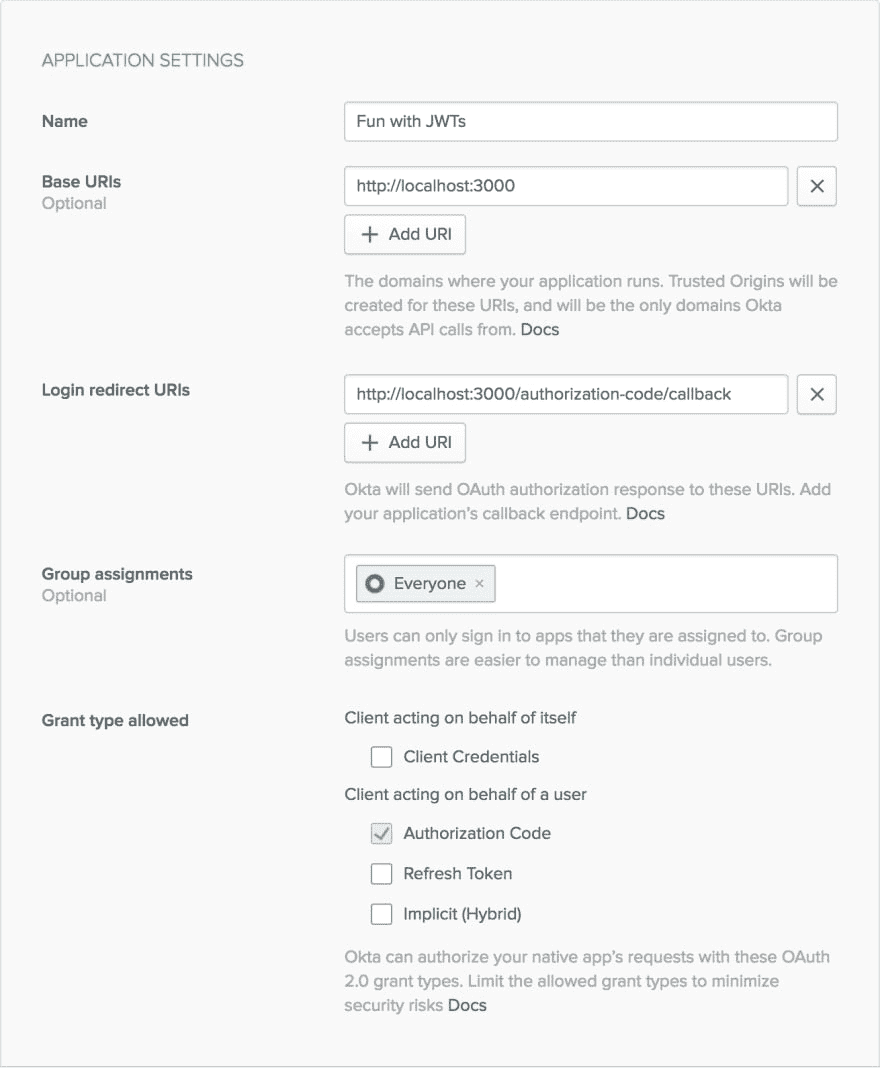 APPLICATION SETTINGS
Name
Fun with JWTs
Base URIs
Optional
http://localhost:3000
Add URI
The domains where your application runs. Trusted Origins will be
created for these URIs, and will be the only domains Okta
accepts API calls from. Docs
Login redirect URIs
http://localhost:3000/authorization-code/callback
Add URI
Okta will send OAuth authorization response to these URIs. Add
your application's callback endpoint. Docs
Group assignments
Optional
Everyone
Users can only sign in to apps that they are assigned to. Group
assignments are easier to manage than individual users.
Grant type allowed
Client acting on behalf of itself
Client Credentials
Client acting on behalf of a user
Authorization Code
Refresh Token
Implicit (Hybrid)
Okta can authorize your native app's requests with these OAuth
2.0 grant types. Limit the allowed grant types to minimize
security risks Docs